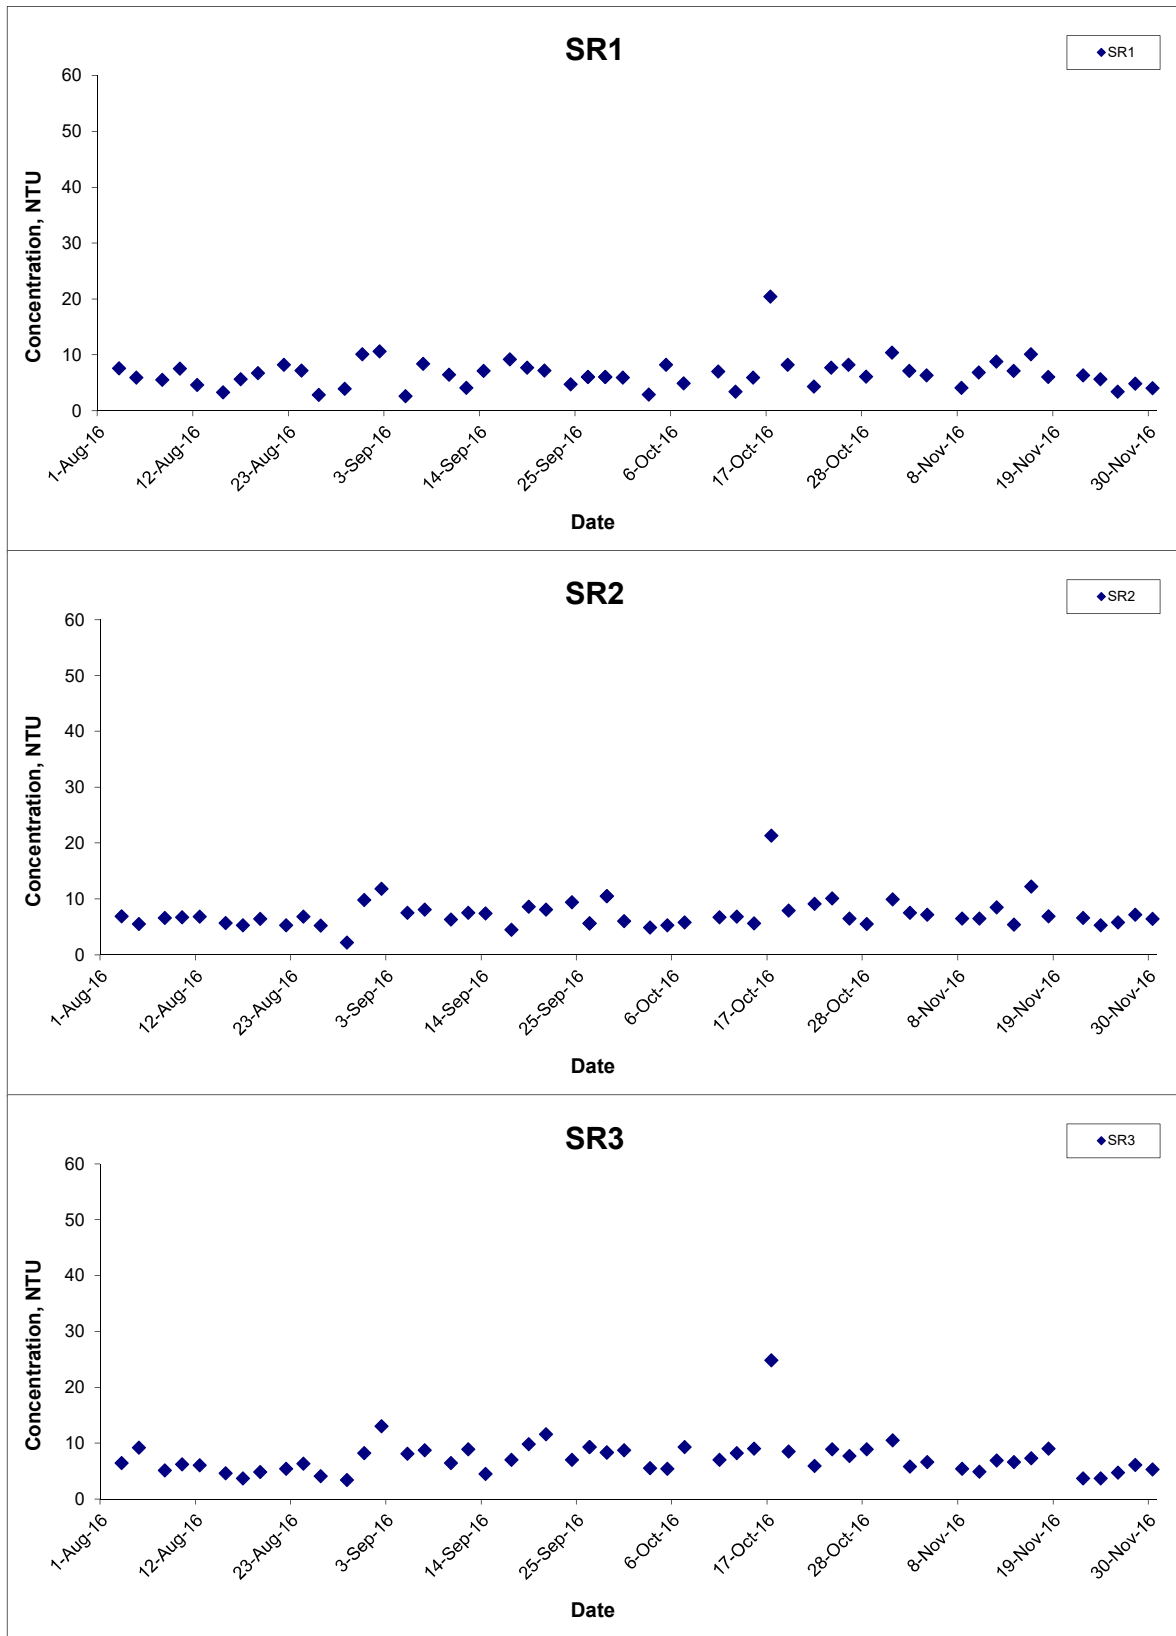 SR1
SR1
60
50
40
30
20
10
0
Concentration, NTU
1-Aug-16
12-Aug-16
23-Aug-16
3-Sep-16
14-Sep-16
25-Sep-16
6-Oct-16
17-Oct-16
28-Oct-16
8-Nov-16
19-Nov-16
30-Nov-16
Date
SR2
SR2
60
50
40
30
20
10
0
Concentration, NTU
1-Aug-16
12-Aug-16
23-Aug-16
3-Sep-16
14-Sep-16
25-Sep-16
6-Oct-16
17-Oct-16
28-Oct-16
8-Nov-16
19-Nov-16
30-Nov-16
Date
SR3
SR3
60
50
40
30
20
10
0
Concentration, NTU
1-Aug-16
12-Aug-16
23-Aug-16
3-Sep-16
14-Sep-16
25-Sep-16
6-Oct-16
17-Oct-16
28-Oct-16
8-Nov-16
19-Nov-16
30-Nov-16
Date